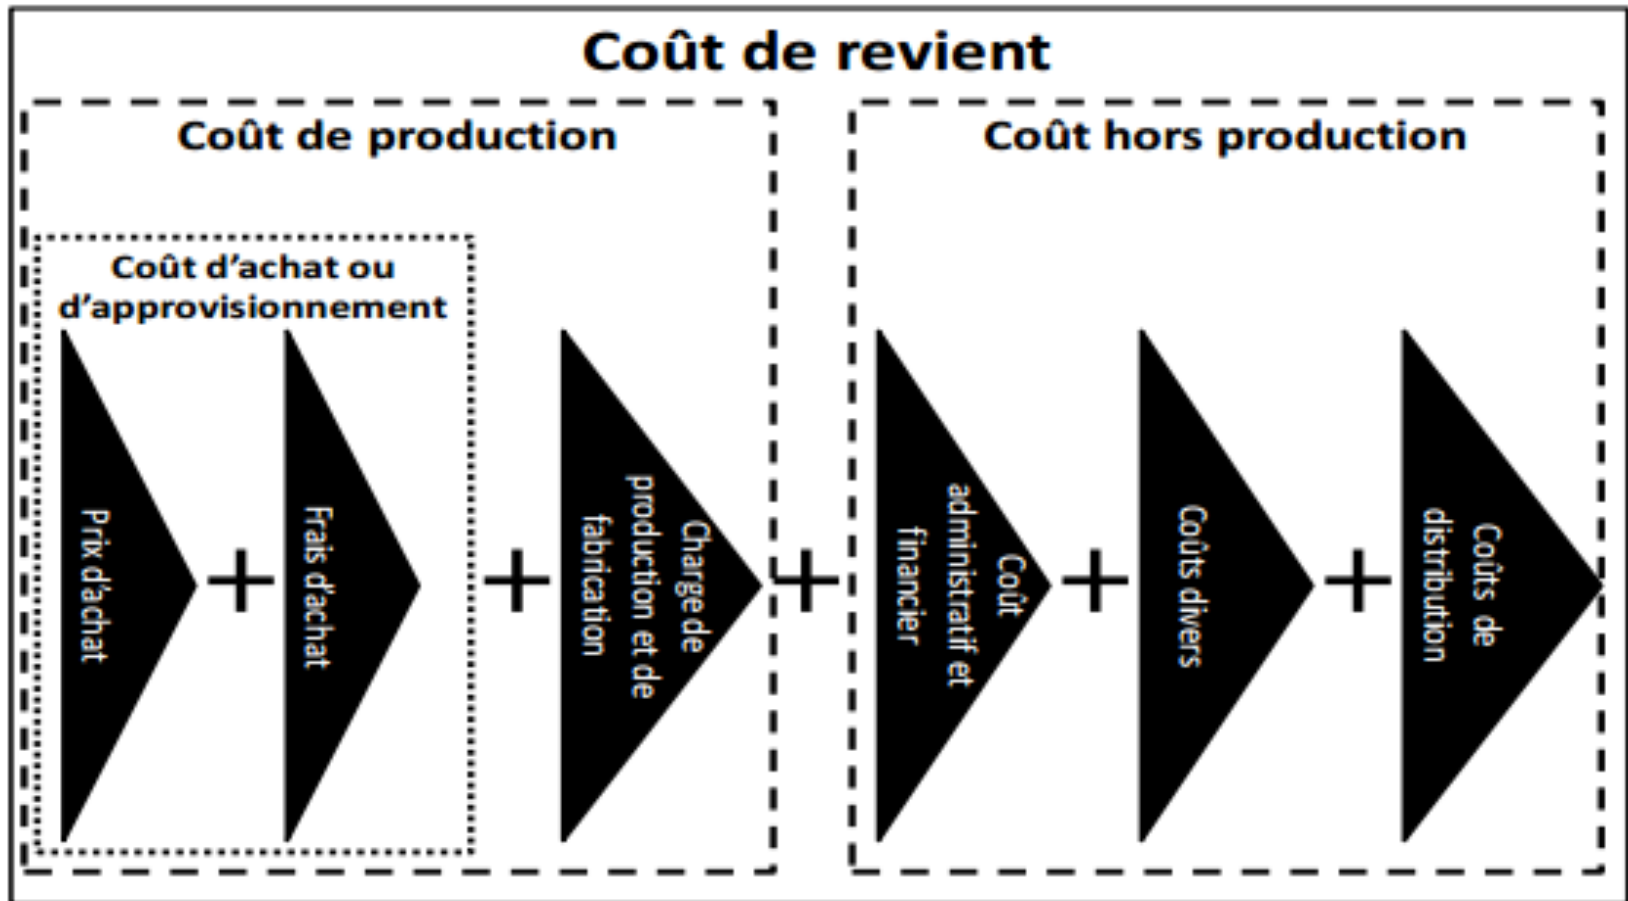 Coût de revient
Coût de production
Coût hors production
Coût d’achat ou
d’approvisionnement
Prix d’achat
+
Frais d’achat
+
Charge de
production et de
fabrication
+
Coût
administratif et
financier
+
Coûts divers
+
Coûts de
distribution